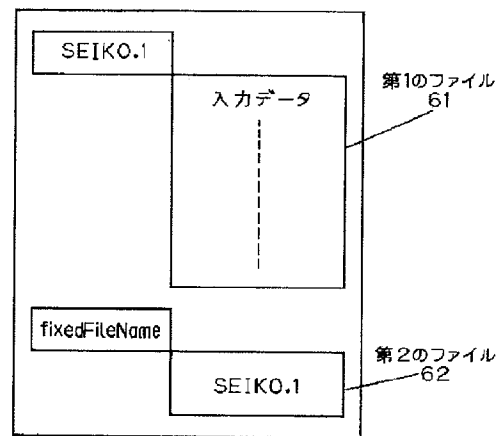 SEIKO.1
入力データ
第1のファイル
61
fixedFileName
SEIKO.1
第2のファイル
62